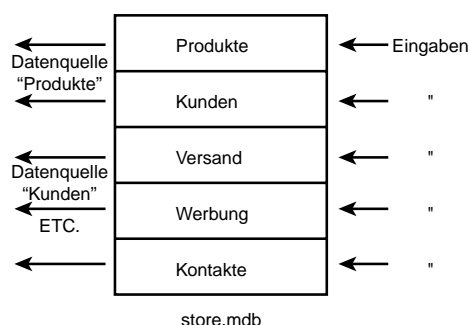 Produkte
Eingaben
Datenquelle
“Produkte”
Kunden
"
Versand
"
Datenquelle
“Kunden”
Werbung
"
ETC.
Kontakte
"
store.mdb